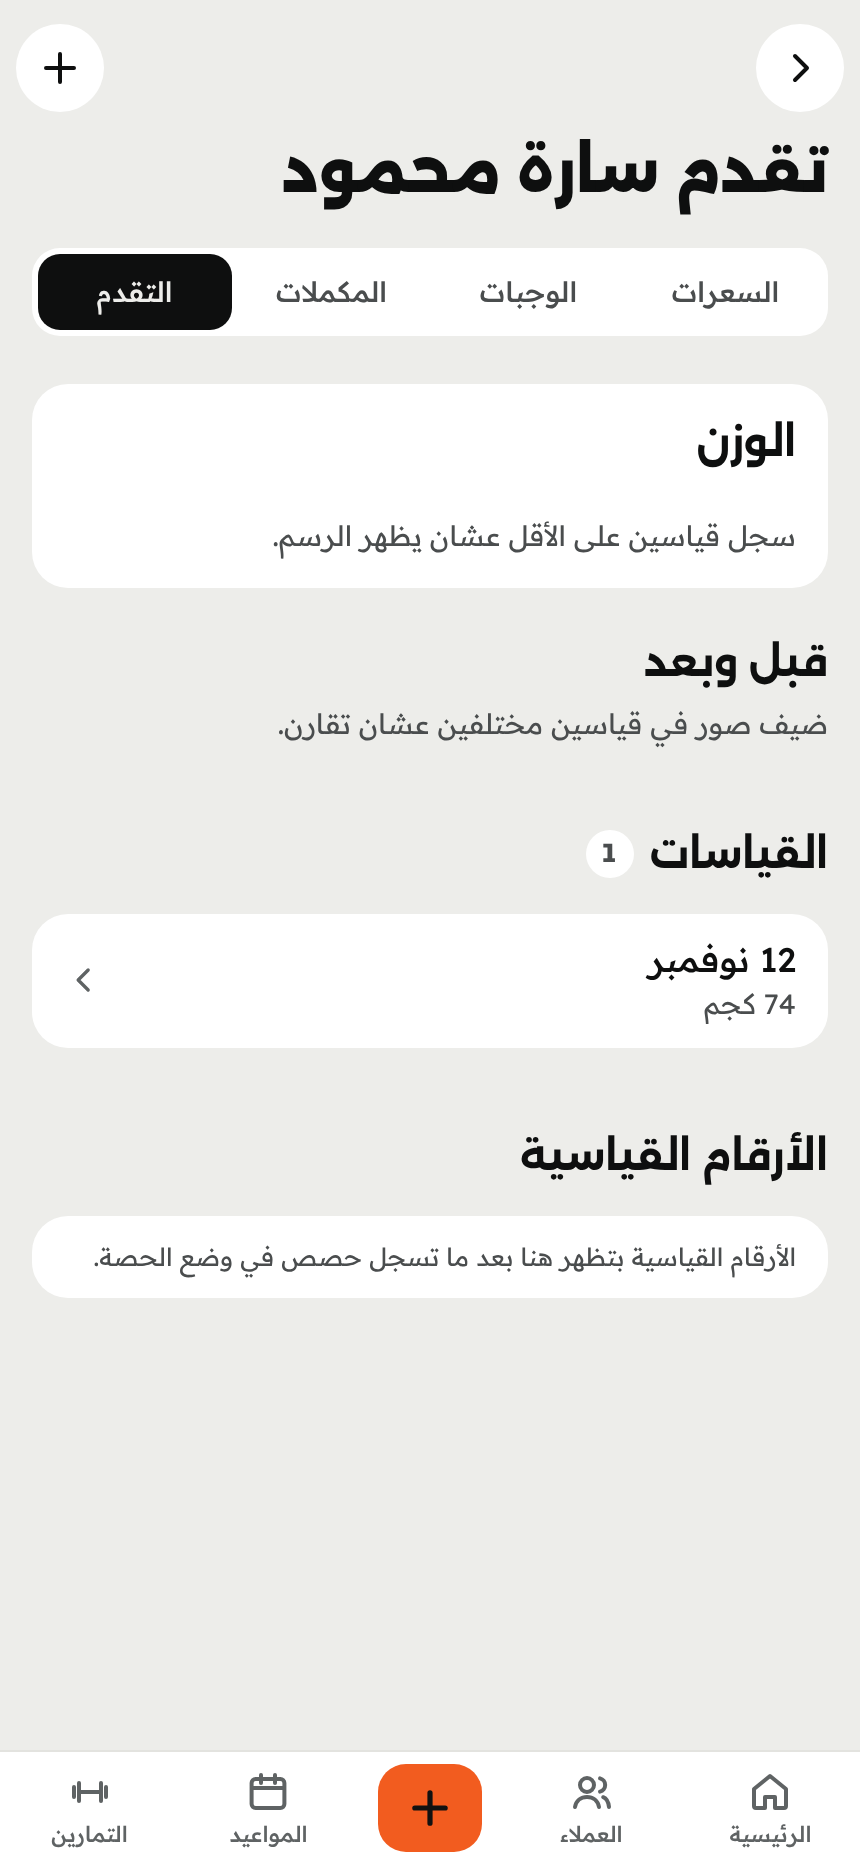 تقدم سارة محمود
السعرات
الوجبات
المكملات
التقدم
الوزن
سجل قياسين على الأقل عشان يظهر الرسم.
قبل وبعد
ضيف صور في قياسين مختلفين عشان تقارن.
القياسات 1
12 نوفمبر
74 كجم
الأرقام القياسية
الأرقام القياسية بتظهر هنا بعد ما تسجل حصص في وضع الحصة.
الرئيسية
العملاء
المواعيد
التمارين